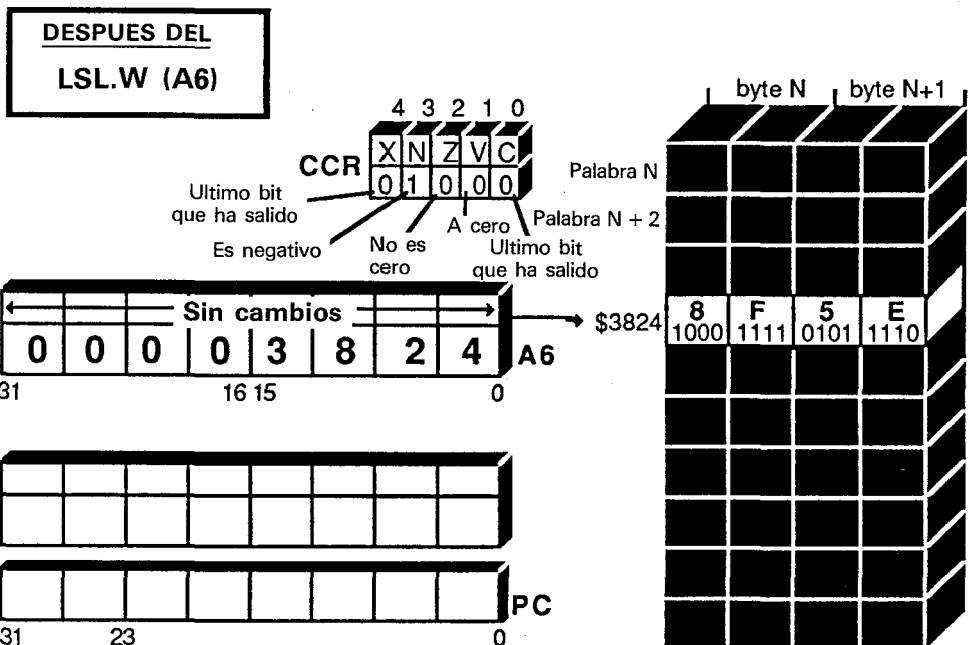 DESPUES DEL
LSL.W (A6)
byte N byte N+1
4 3 2 1 0
X N Z V C
CCR
0 1 0 0 0
Ultimo bit
que ha salido
Es negativo
No es
cero
A cero
Ultimo bit
que ha salido
Palabra N
Palabra N + 2
Sin cambios
0 0 0 0 3 8 2 4 A6
31 16 15 0
$3824
8 F 5 E
1000 1111 0101 1110
PC
31 23 0